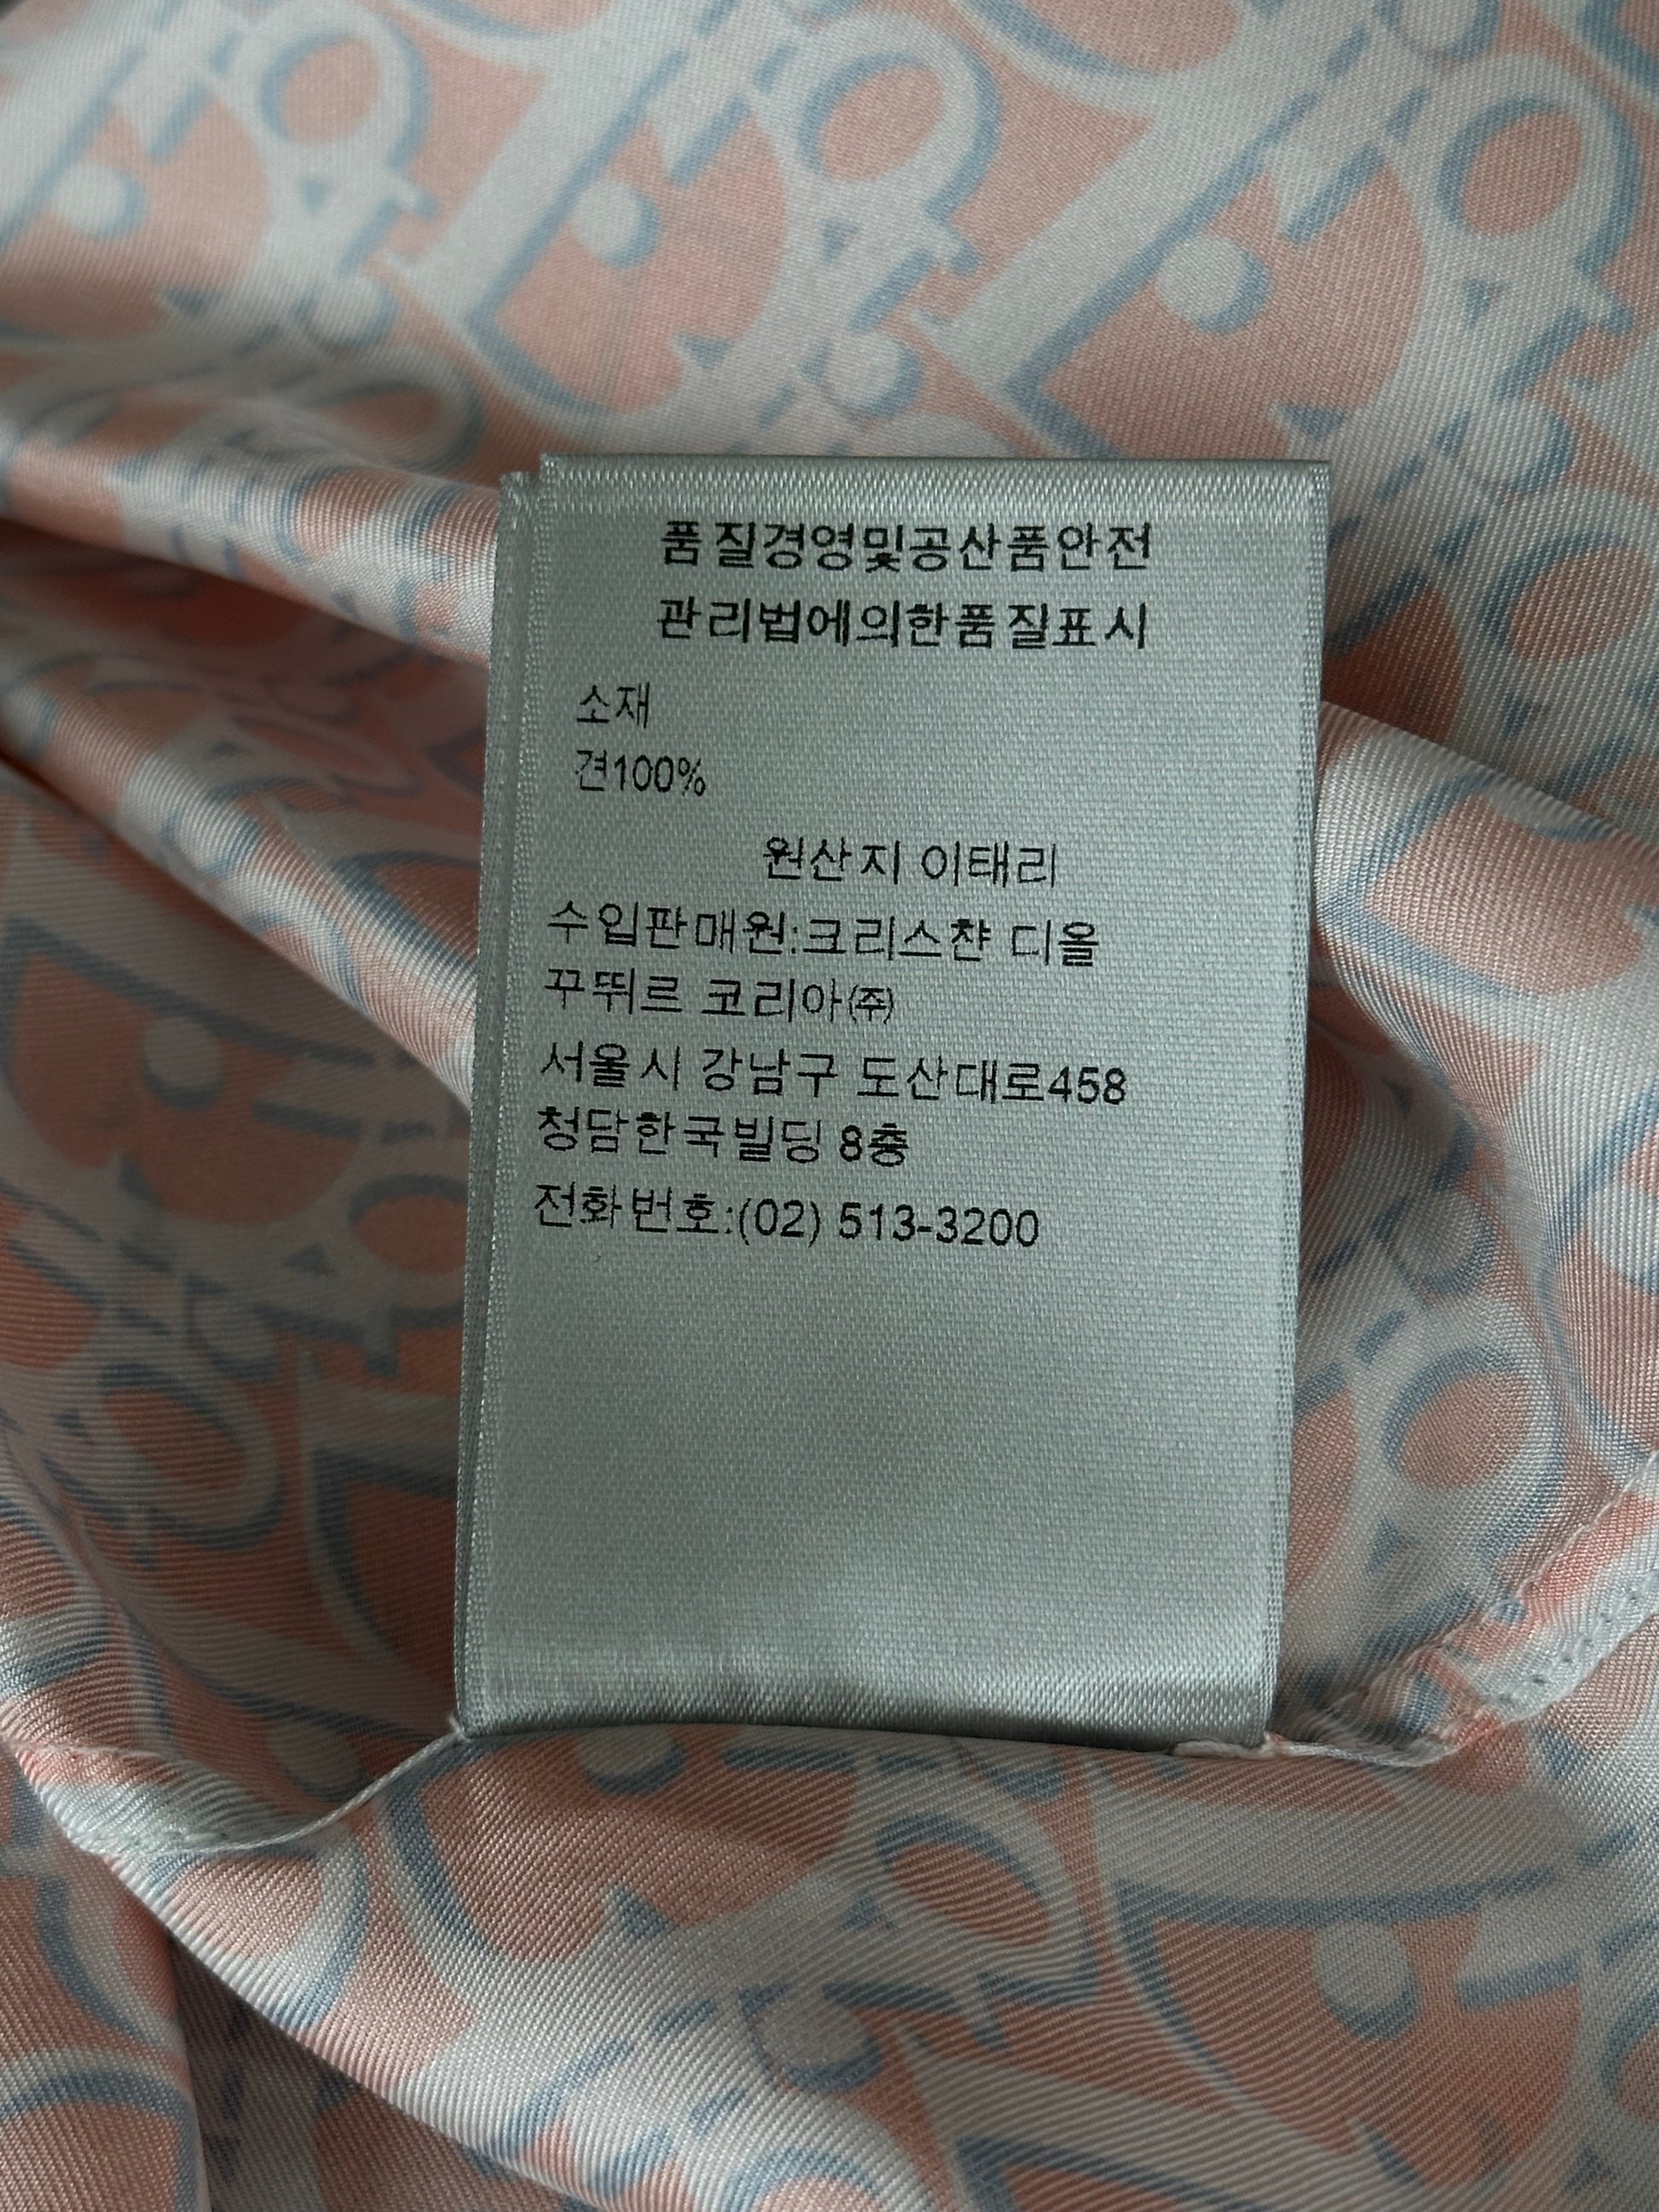 품질경영및공산품안전
관리법에의한품질표시
소재
견100%
원산지 이태리
수입판매원:크리스챤 디올
꾸뛰르 코리아㈜
서울시 강남구 도산대로458
청담한국빌딩 8층
전화번호:(02) 513-3200